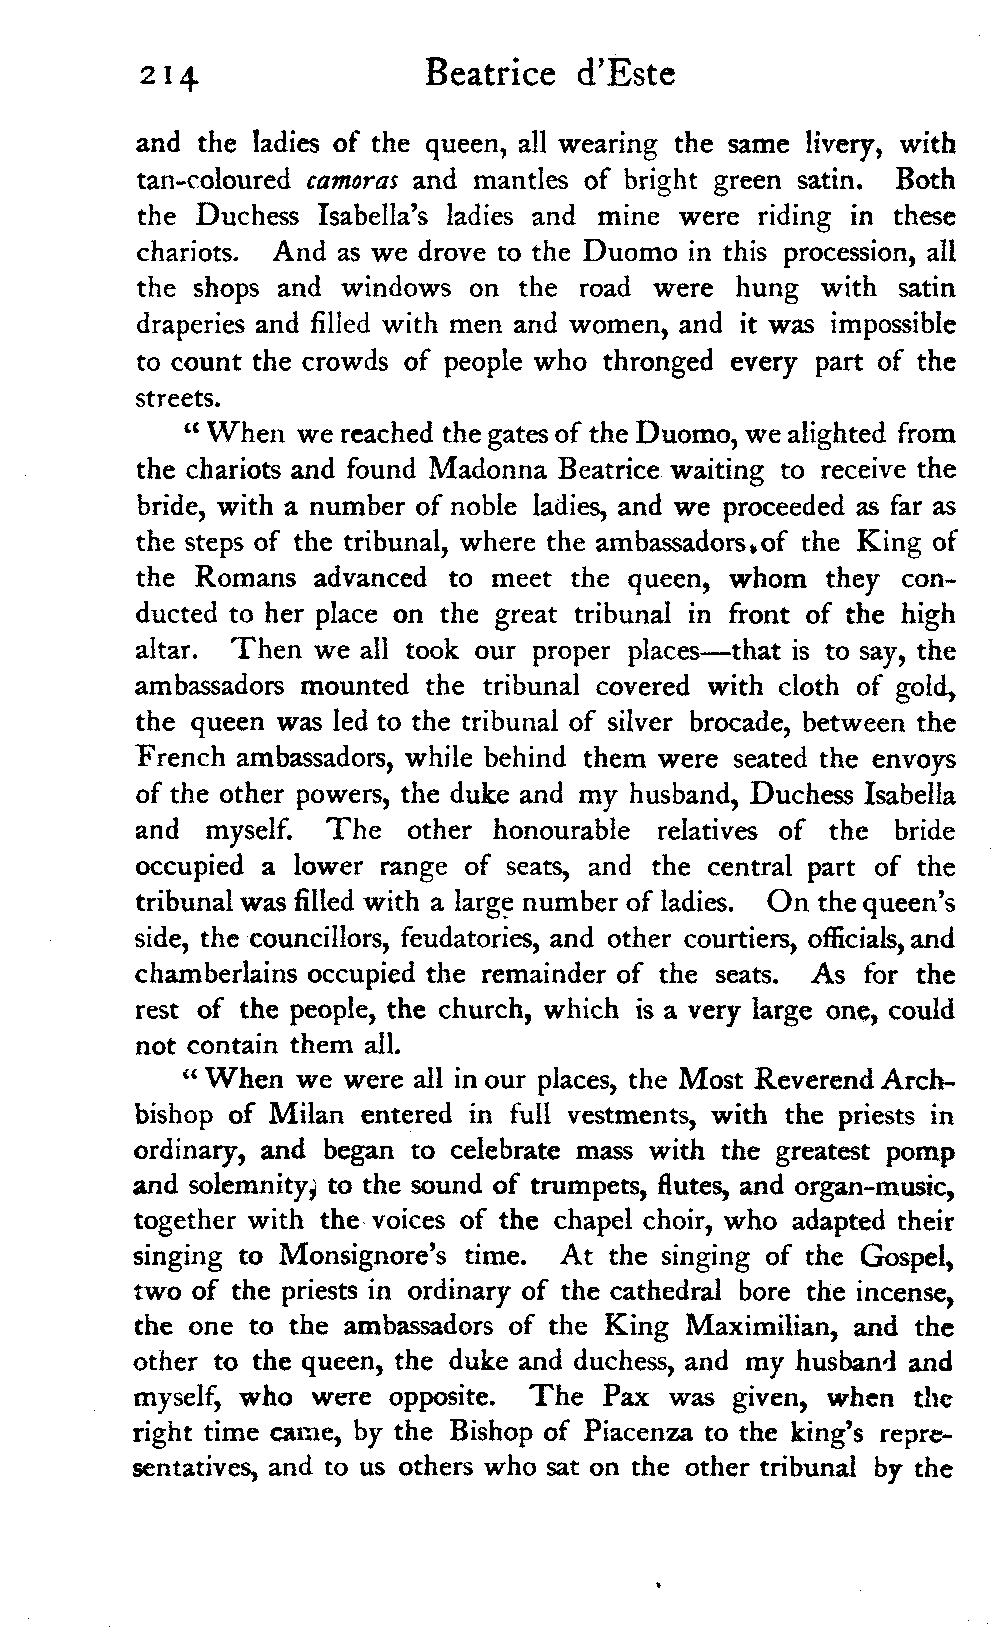 214 Beatrice d'Este
and the ladies of the queen, all wearing the same livery, with
tan-coloured camoras and mantles of bright green satin. Both
the Duchess Isabella's ladies and mine were riding in these
chariots. And as we drove to the Duomo in this procession, all
the shops and windows on the road were hung with satin
draperies and filled with men and women, and it was impossible
to count the crowds of people who thronged every part of the
streets.
"When we reached the gates of the Duomo, we alighted from
the chariots and found Madonna Beatrice waiting to receive the
bride, with a number of noble ladies, and we proceeded as far as
the steps of the tribunal, where the ambassadors of the King of
the Romans advanced to meet the queen, whom they con-
ducted to her place on the great tribunal in front of the high
altar. Then we all took our proper places—that is to say, the
ambassadors mounted the tribunal covered with cloth of gold,
the queen was led to the tribunal of silver brocade, between the
French ambassadors, while behind them were seated the envoys
of the other powers, the duke and my husband, Duchess Isabella
and myself. The other honourable relatives of the bride
occupied a lower range of seats, and the central part of the
tribunal was filled with a large number of ladies. On the queen's
side, the councillors, feudatories, and other courtiers, officials, and
chamberlains occupied the remainder of the seats. As for the
rest of the people, the church, which is a very large one, could
not contain them all.
"When we were all in our places, the Most Reverend Arch-
bishop of Milan entered in full vestments, with the priests in
ordinary, and began to celebrate mass with the greatest pomp
and solemnity, to the sound of trumpets, flutes, and organ-music,
together with the voices of the chapel choir, who adapted their
singing to Monsignore's time. At the singing of the Gospel,
two of the priests in ordinary of the cathedral bore the incense,
the one to the ambassadors of the King Maximilian, and the
other to the queen, the duke and duchess, and my husband and
myself, who were opposite. The Pax was given, when the
right time came, by the Bishop of Piacenza to the king's repre-
sentatives, and to us others who sat on the other tribunal by the